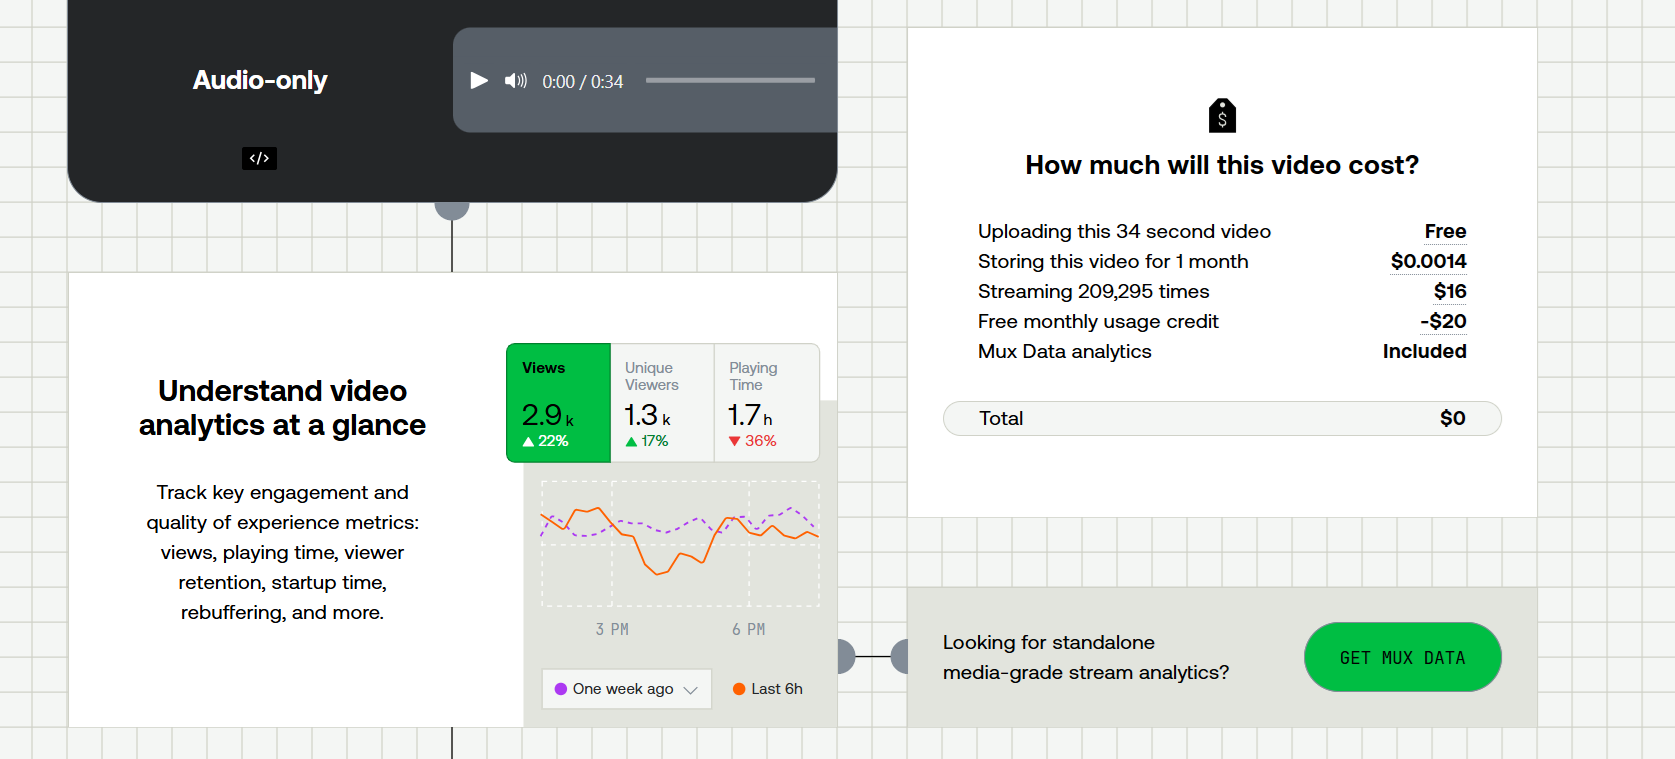 Audio-only
0:00 / 0:34
</>
Understand video
analytics at a glance
Track key engagement and
quality of experience metrics:
views, playing time, viewer
retention, startup time,
rebuffering, and more.
Views
2.9 k
22%
Unique
Viewers
1.3 k
17%
Playing
Time
1.7 h
36%
3 PM
6 PM
One week ago
Last 6h
$
How much will this video cost?
Uploading this 34 second video Free
Storing this video for 1 month $0.0014
Streaming 209,295 times $16
Free monthly usage credit -$20
Mux Data analytics Included
Total $0
Looking for standalone
media-grade stream analytics?
GET MUX DATA